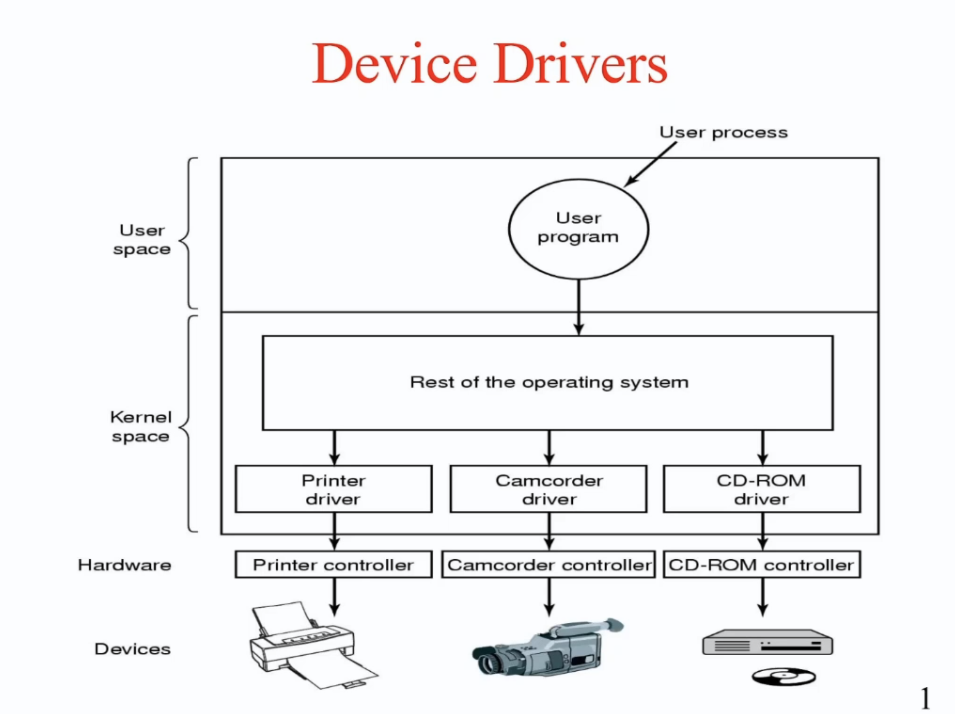 Device Drivers
User process
User
program
User
space
Rest of the operating system
Kernel
space
Printer
driver
Camcorder
driver
CD-ROM
driver
Hardware
Printer controller
Camcorder controller
CD-ROM controller
Devices
1